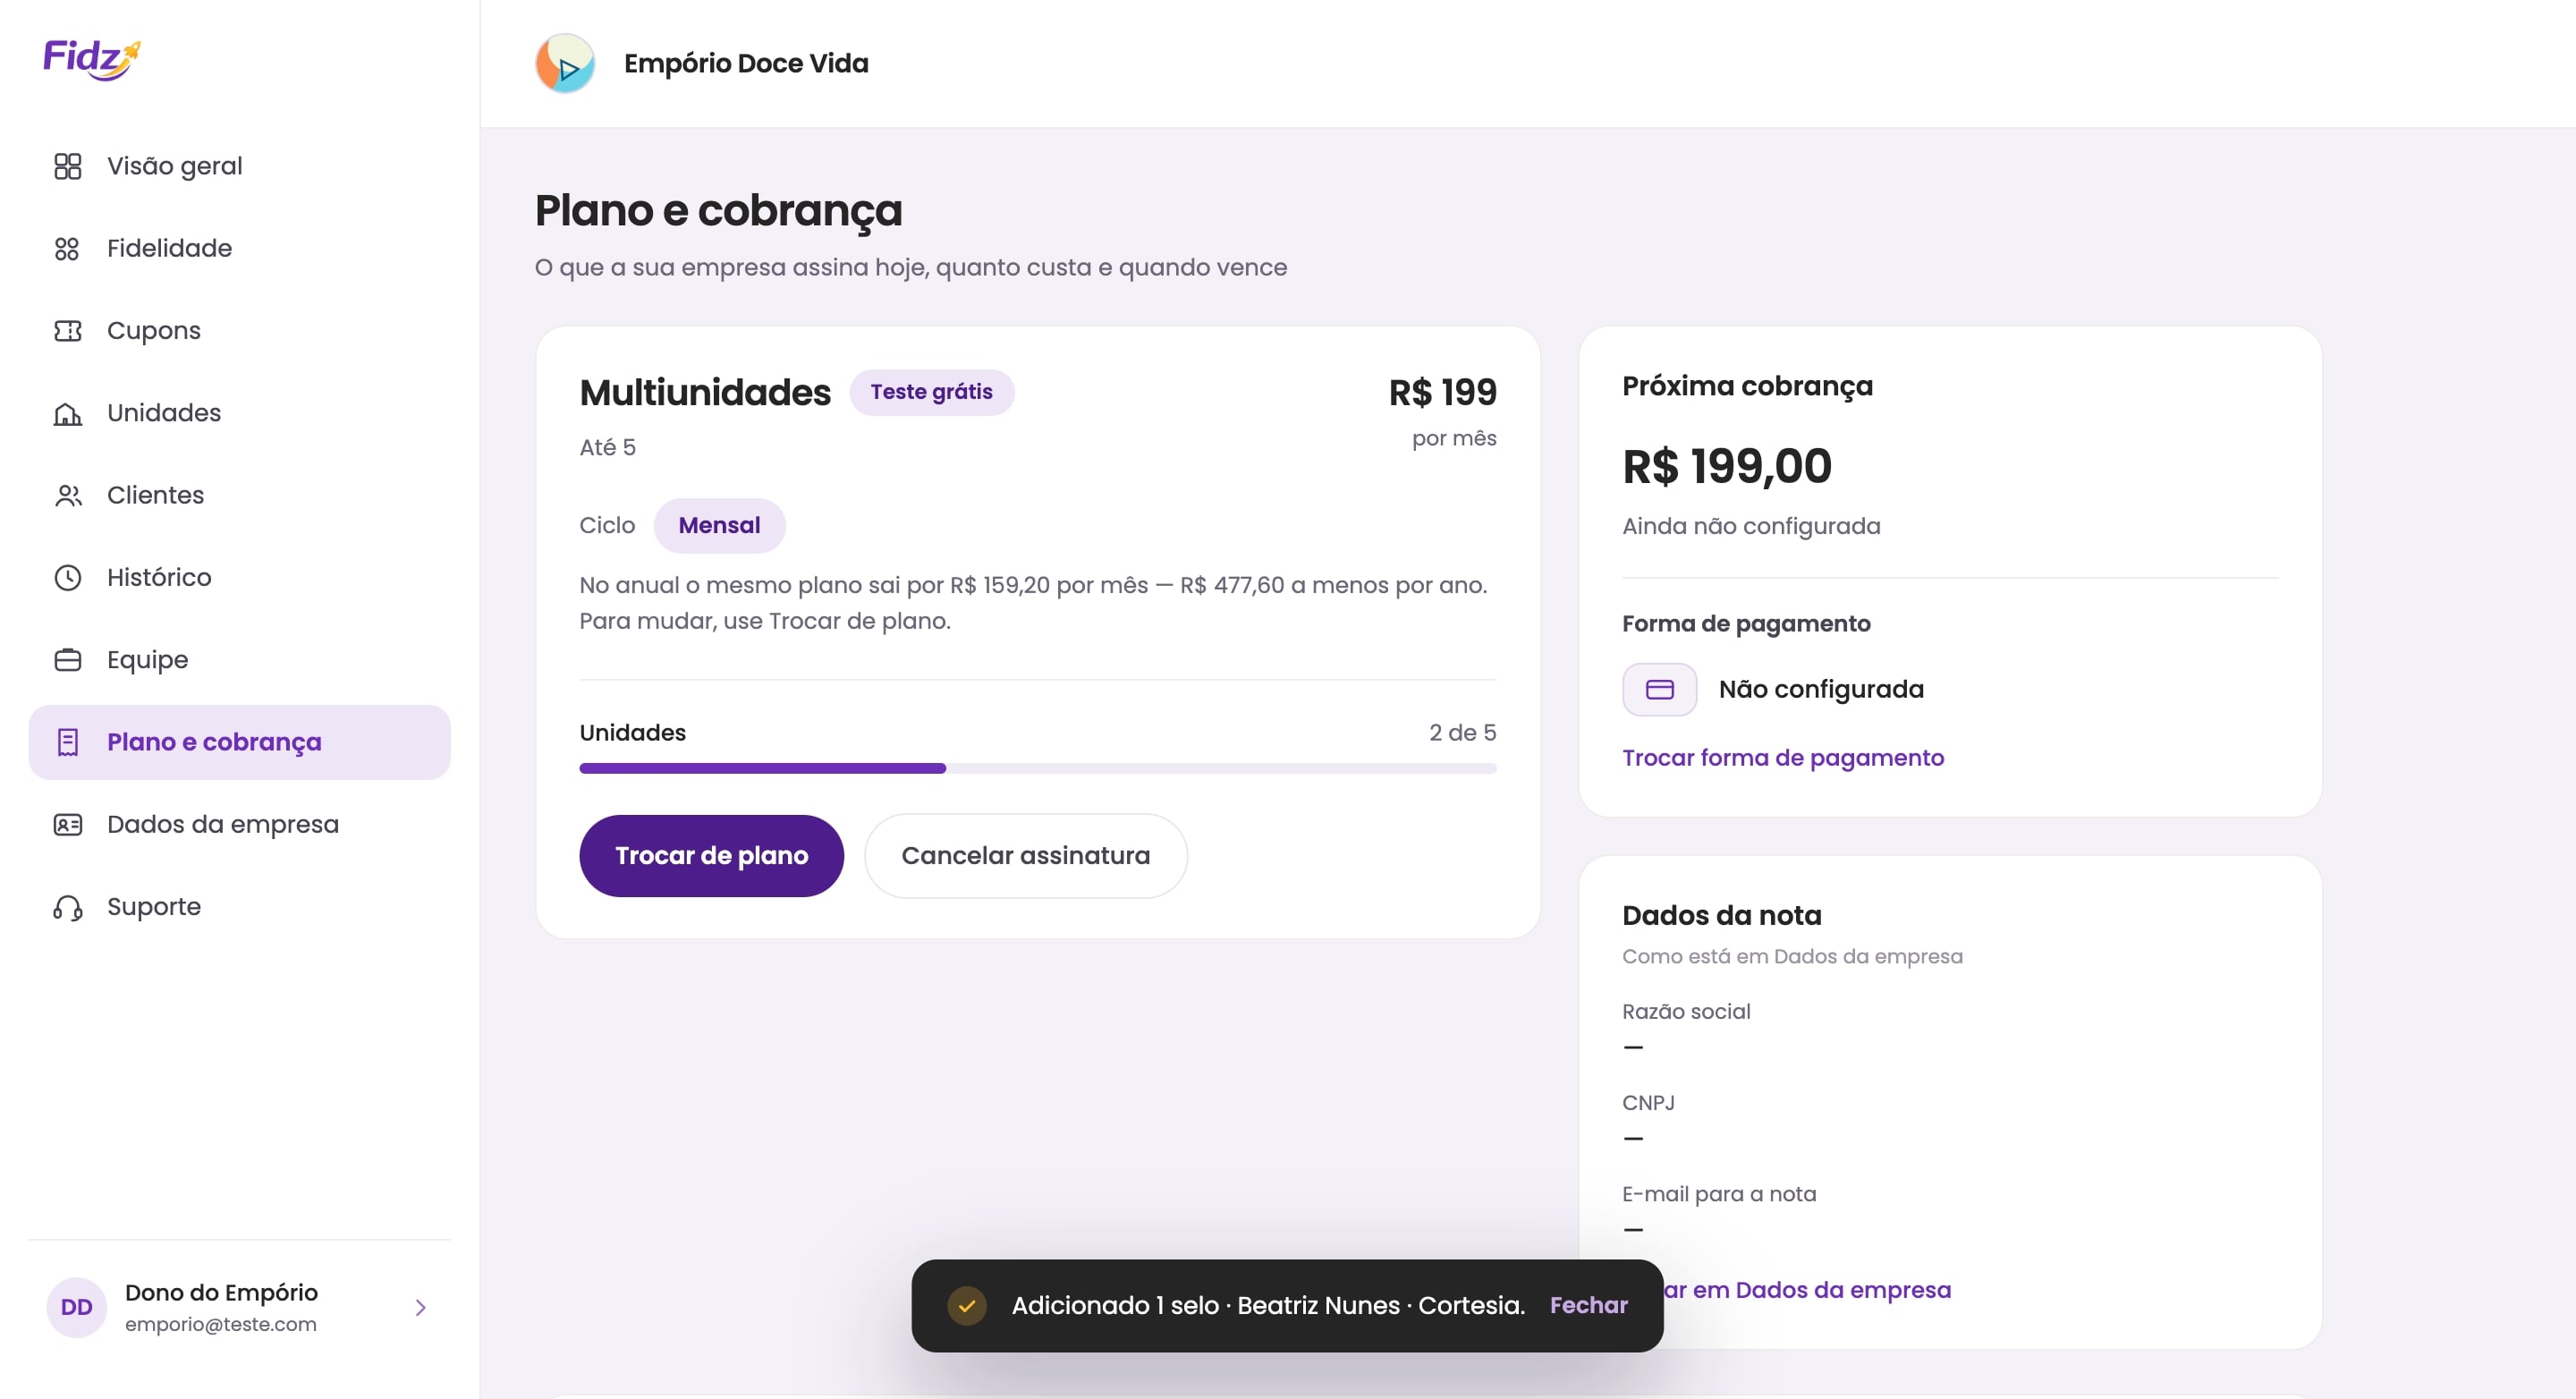 Fidz
Visão geral
Fidelidade
Cupons
Unidades
Clientes
Histórico
Equipe
Plano e cobrança
Dados da empresa
Suporte
DD
Dono do Empório
emporio@teste.com
Empório Doce Vida
Plano e cobrança
O que a sua empresa assina hoje, quanto custa e quando vence
Multiunidades
Teste grátis
R$ 199
por mês
Até 5
Ciclo
Mensal
No anual o mesmo plano sai por R$ 159,20 por mês — R$ 477,60 a menos por ano.
Para mudar, use Trocar de plano.
Unidades
2 de 5
Trocar de plano
Cancelar assinatura
Próxima cobrança
R$ 199,00
Ainda não configurada
Forma de pagamento
Não configurada
Trocar forma de pagamento
Dados da nota
Como está em Dados da empresa
Razão social
—
CNPJ
—
E-mail para a nota
—
em Dados da empresa
Adicionado 1 selo · Beatriz Nunes · Cortesia.
Fechar